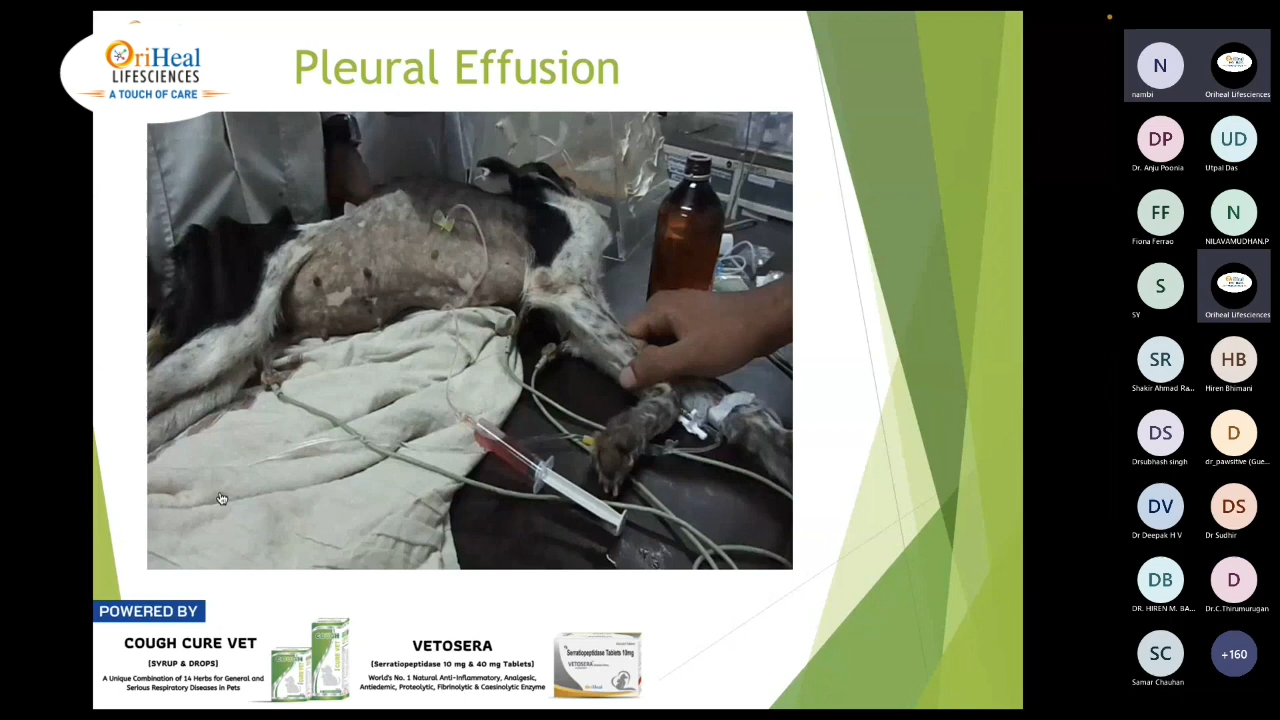 OriHeal
LIFESCIENCES
A TOUCH OF CARE
Pleural Effusion
POWERED BY
COUGH CURE VET
(SYRUP & DROPS)
A Unique Combination of 14 Herbs for General and
Serious Respiratory Diseases in Pets
VETOSERA
(Serratiopeptidase 10 mg & 40 mg Tablets)
World's No. 1 Natural Anti-Inflammatory, Analgesic,
Antiedemic, Proteolytic, Fibrinolytic & Caesinolytic Enzyme
Serratiopeptidase Tablets 10mg
VETOSERA
OriHeal
N
nambi
Oriheal Lifesciences
DP
Dr. Anju Poonia
UD
Utpal Das
FF
Fiona Ferrao
N
NILAVAMUDHAN.P
S
SY
Oriheal Lifesciences
SR
Shakir Ahmad Ra...
HB
Hiren Bhimani
DS
Drsubhash singh
D
dr_pawsitive (Gue...
DV
Dr Deepak H V
DS
Dr Sudhir
DB
DR. HIREN M. BA...
D
Dr.C.Thirumurugan
SC
Samar Chauhan
+160